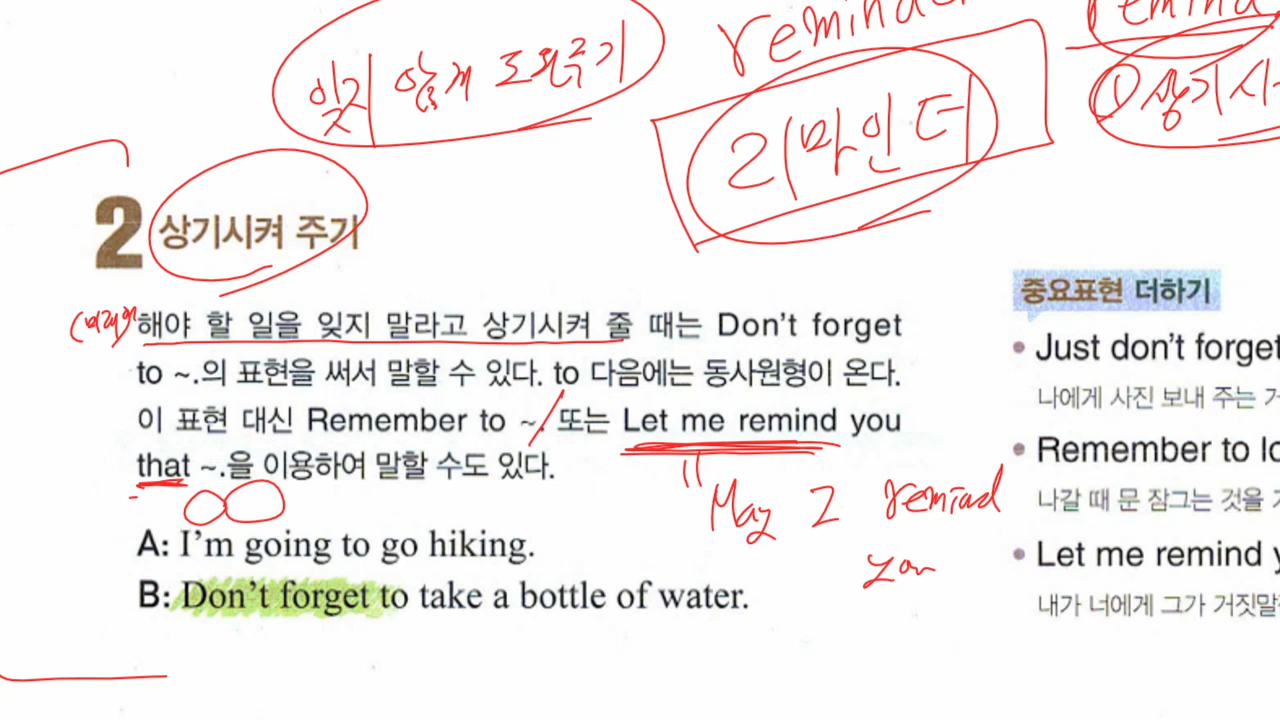 잊지 않게 도와주기
reminder
remind
리마인더
①상기시
2 상기시켜 주기
(미래에) 해야 할 일을 잊지 말라고 상기시켜 줄 때는 Don't forget
to ~.의 표현을 써서 말할 수 있다. to 다음에는 동사원형이 온다.
이 표현 대신 Remember to ~. 또는 Let me remind you
that ~.을 이용하여 말할 수도 있다.
May I remind
you
A: I'm going to go hiking.
B: Don't forget to take a bottle of water.
중요표현 더하기
• Just don't forget
나에게 사진 보내 주는 거
• Remember to lo
나갈 때 문 잠그는 것을 기
• Let me remind y
내가 너에게 그가 거짓말